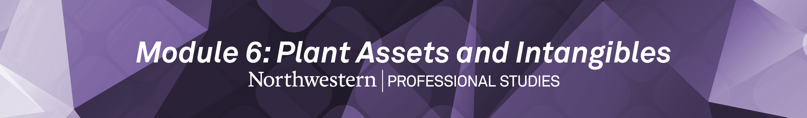 Module 6: Plant Assets and Intangibles
Northwestern | PROFESSIONAL STUDIES